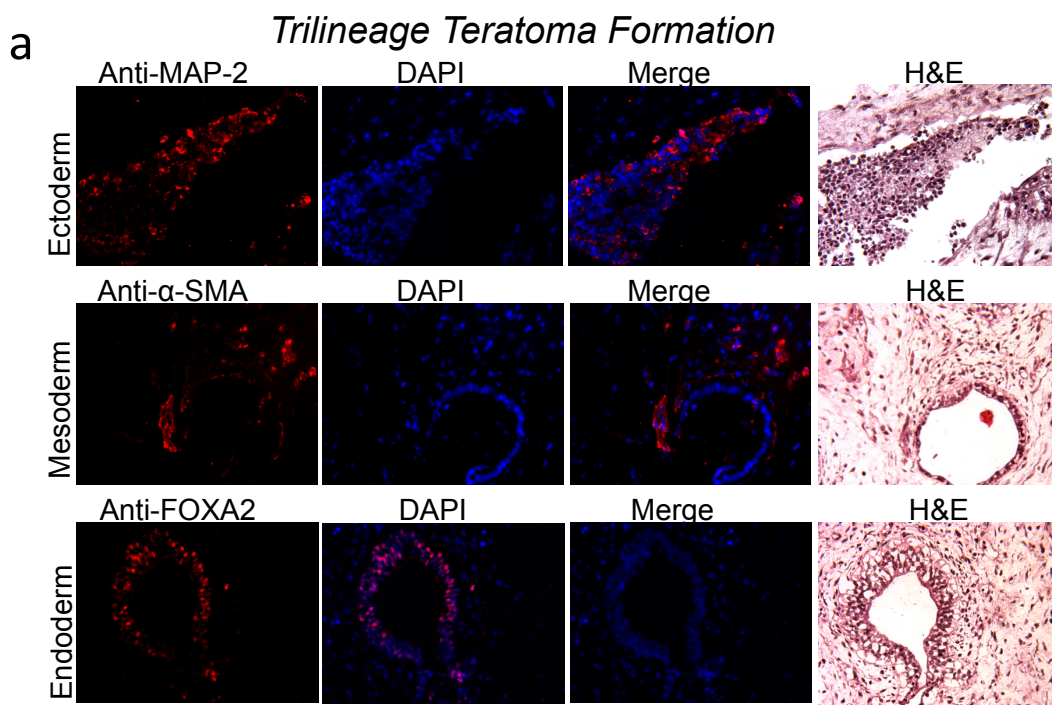 a
Trilineage Teratoma Formation
Anti-MAP-2 DAPI Merge H&E
Ectoderm
Anti-α-SMA DAPI Merge H&E
Mesoderm
Anti-FOXA2 DAPI Merge H&E
Endoderm